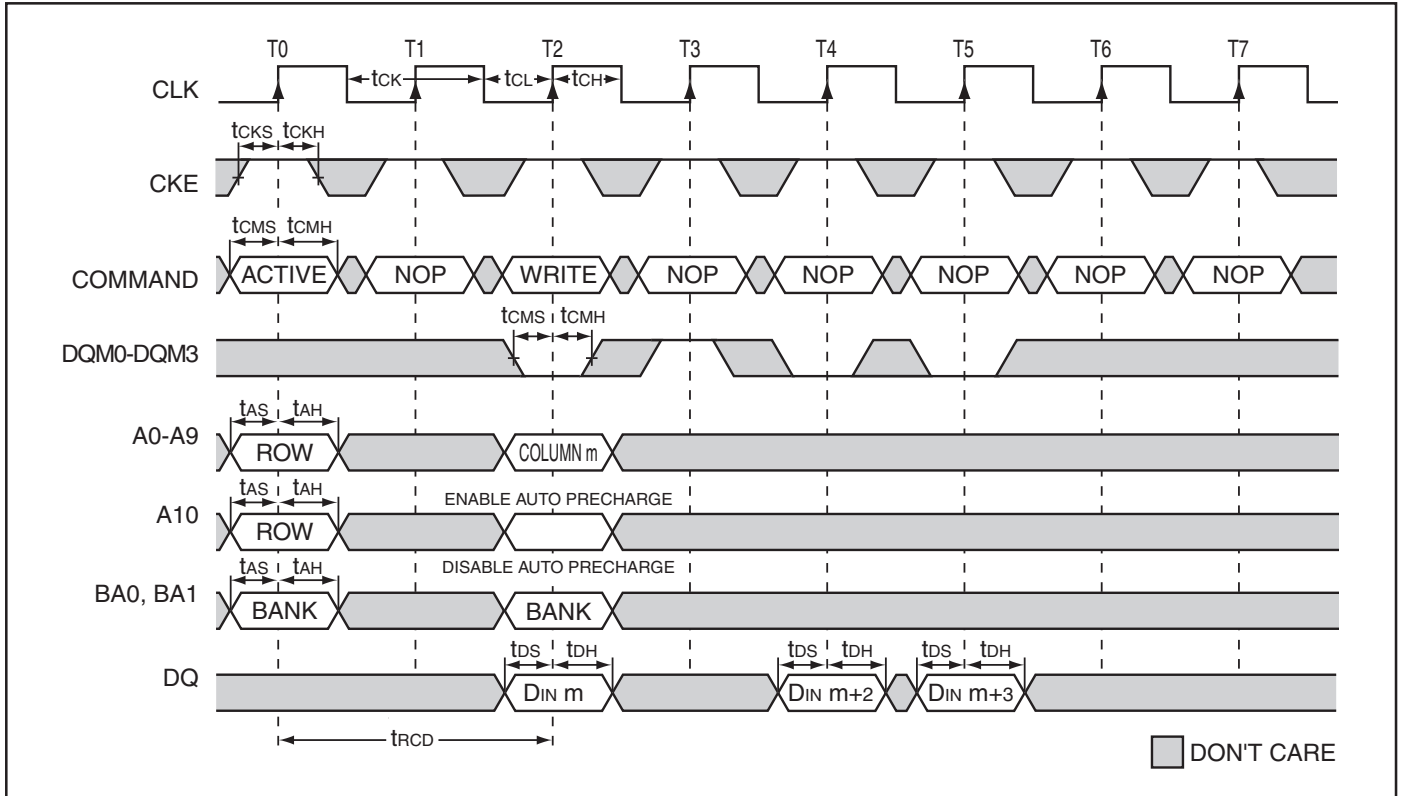 T0 T1 T2 T3 T4 T5 T6 T7
CLK tCK tCL tCH
tCKS tCKH
CKE
tCMS tCMH
COMMAND ACTIVE NOP WRITE NOP NOP NOP NOP NOP
tCMS tCMH
DQM0-DQM3
tAS tAH
A0-A9 ROW COLUMN m
tAS tAH ENABLE AUTO PRECHARGE
A10 ROW
tAS tAH DISABLE AUTO PRECHARGE
BA0, BA1 BANK BANK
tDS tDH tDS tDH tDS tDH
DQ DIN m DIN m+2 DIN m+3
tRCD
DON'T CARE